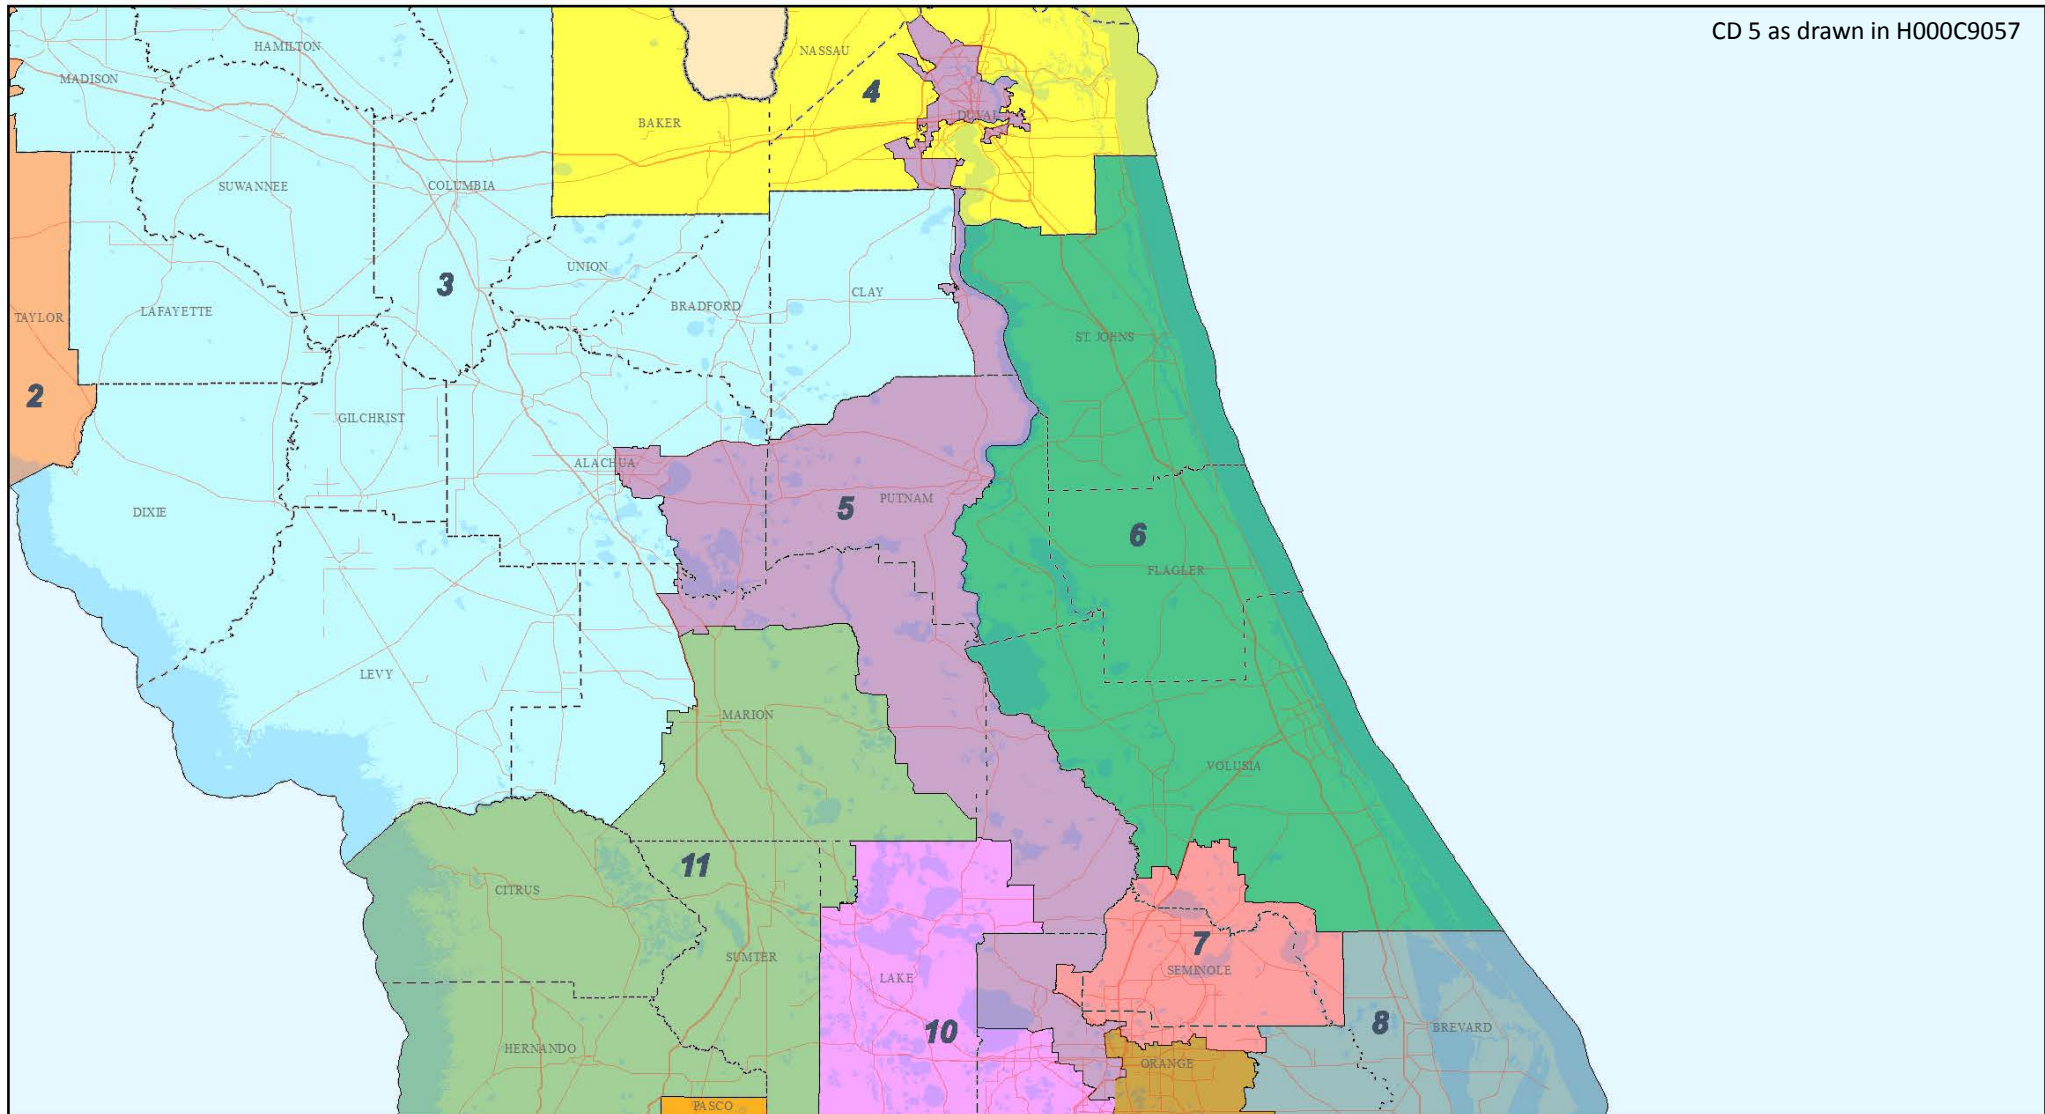 CD 5 as drawn in H000C9057
HAMILTON
NASSAU
MADISON
4
DUVAL
BAKER
SUWANNEE
COLUMBIA
UNION
3
CLAY
BRADFORD
LAFAYETTE
TAYLOR
ST. JOHNS
2
GILCHRIST
ALACHUA
PUTNAM
5
DIXIE
6
FLAGLER
LEVY
MARION
VOLUSIA
11
CITRUS
7
SUMTER
SEMINOLE
LAKE
8
BREVARD
10
HERNANDO
ORANGE
PASCO